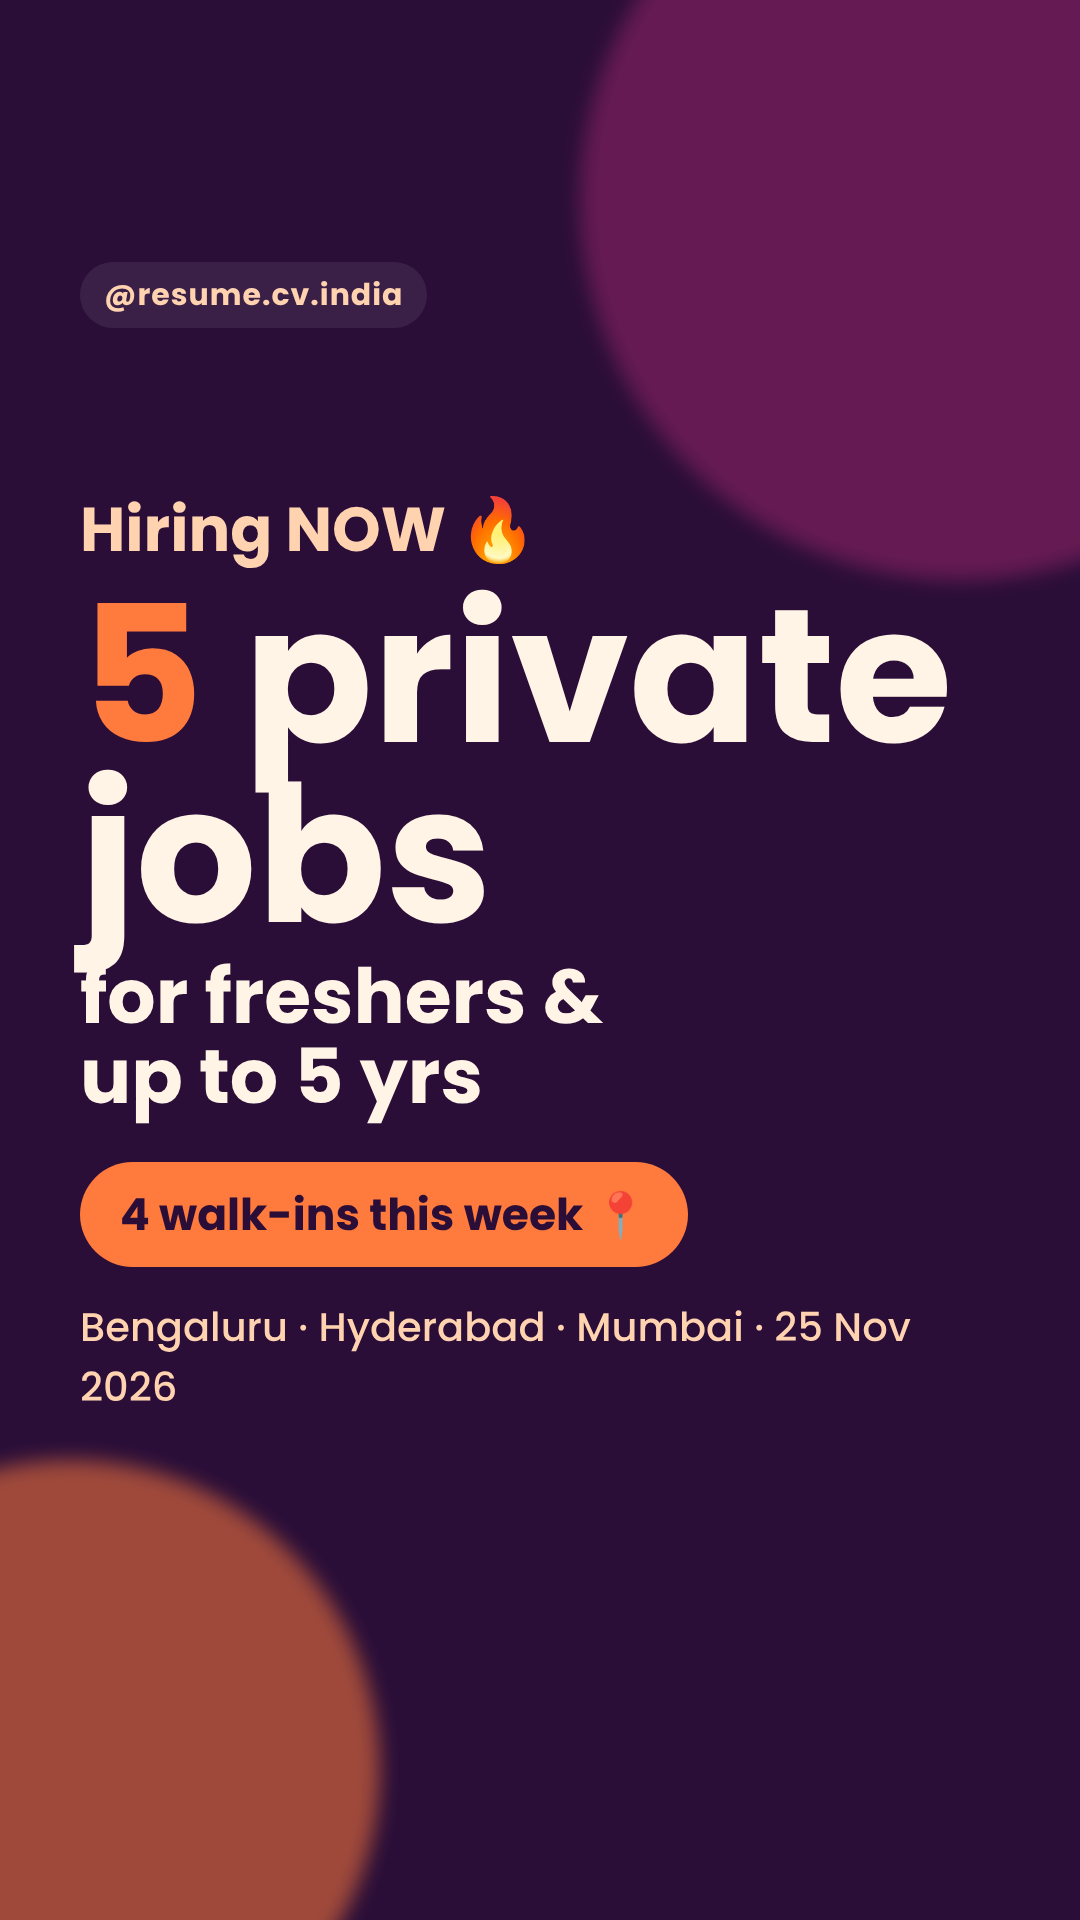 @resume.cv.india
Hiring NOW 🔥
5 private
jobs
for freshers &
up to 5 yrs
4 walk-ins this week 📍
Bengaluru · Hyderabad · Mumbai · 25 Nov
2026